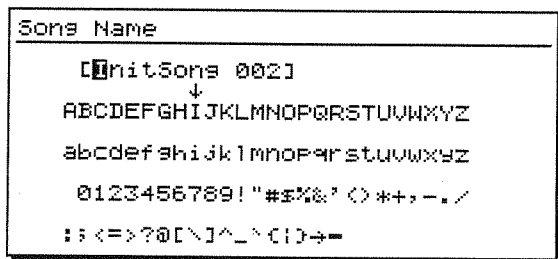 Song Name
[InitSong 002]
↓
ABCDEFGHIJKLMNOPQRSTUVWXYZ
abcdefghijklmnopqrstuvwxyz
0123456789!"#$%&'()*+,-./
:;<=>?@[\]^_`{|}→←